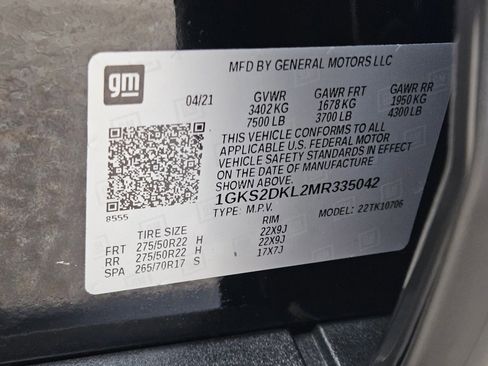 gm
MFD BY GENERAL MOTORS LLC
04/21 GVWR GAWR FRT GAWR RR
3402 KG 1678 KG 1950 KG
7500 LB 3700 LB 4300 LB
THIS VEHICLE CONFORMS TO ALL
APPLICABLE U.S. FEDERAL MOTOR
VEHICLE SAFETY STANDARDS IN EFFECT
ON THE DATE OF MANUFACTURE
SHOWN ABOVE.
1GKS2DKL2MR335042
TYPE: M.P.V. MODEL: 22TK10706
8555
TIRE SIZE RIM
FRT 275/50R22 H 22X9J
RR 275/50R22 H 22X9J
SPA 265/70R17 S 17X7J